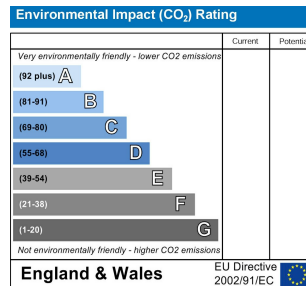 Environmental Impact (CO₂) Rating
Current Potentia
Very environmentally friendly - lower CO2 emissions
(92 plus) A
(81-91) B
(69-80) C
(55-68) D
(39-54) E
(21-38) F
(1-20) G
Not environmentally friendly - higher CO2 emissions
England & Wales
EU Directive
2002/91/EC